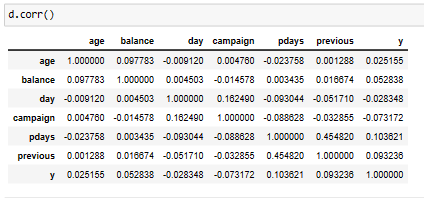 d.corr()
age balance day campaign pdays previous y
age 1.000000 0.097783 -0.009120 0.004760 -0.023758 0.001288 0.025155
balance 0.097783 1.000000 0.004503 -0.014578 0.003435 0.016674 0.052838
day -0.009120 0.004503 1.000000 0.162490 -0.093044 -0.051710 -0.028348
campaign 0.004760 -0.014578 0.162490 1.000000 -0.088628 -0.032855 -0.073172
pdays -0.023758 0.003435 -0.093044 -0.088628 1.000000 0.454820 0.103621
previous 0.001288 0.016674 -0.051710 -0.032855 0.454820 1.000000 0.093236
y 0.025155 0.052838 -0.028348 -0.073172 0.103621 0.093236 1.000000